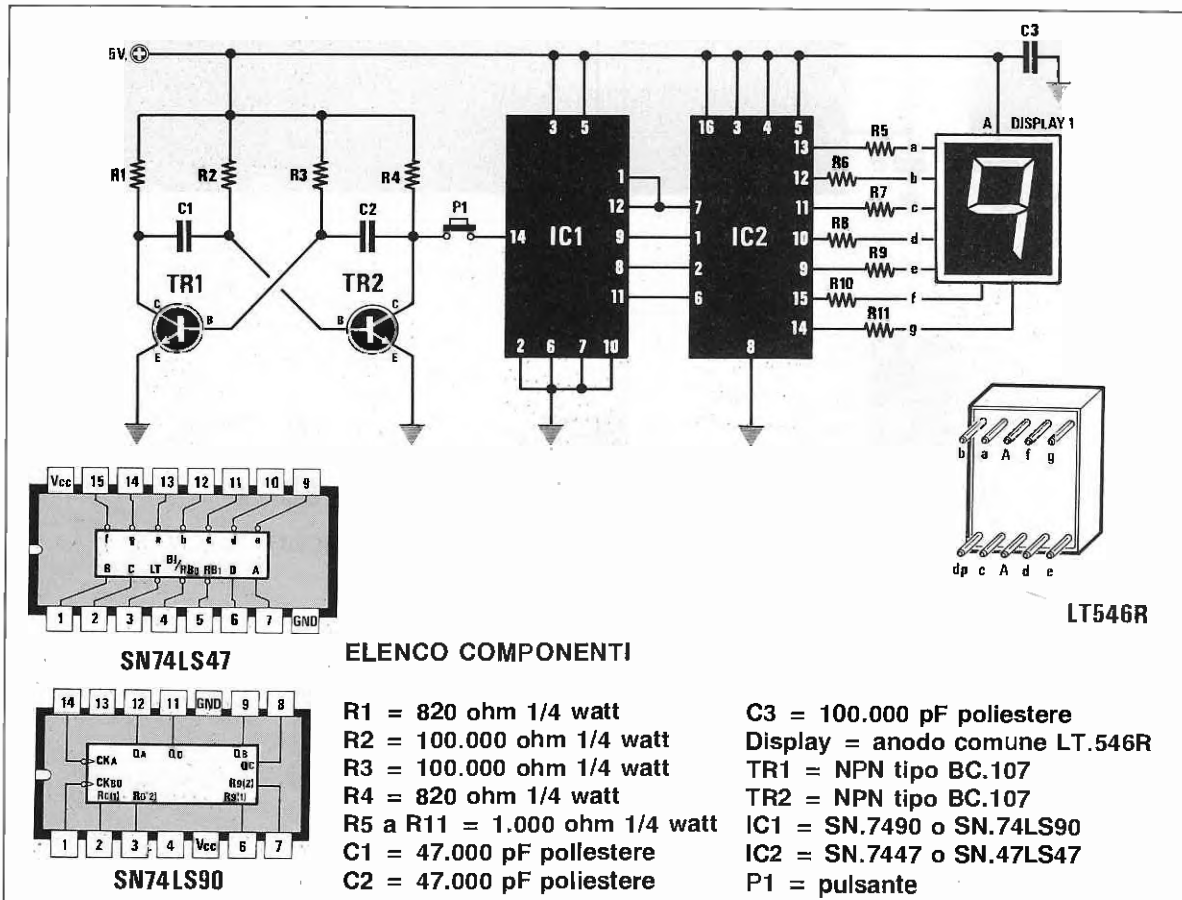 5V.
C3
A DISPLAY 1
3 5
16 3 4 5
R1 R2 R3 R4
13 R5 a
R6
12 b
R7
11 c
R8
10 d
R9
9 e
R10
15 f
R11
14 g
C1 C2 P1
1
12 7
14 IC1 9 1 IC2
8 2
11 6
TR1 TR2
C B E
B C E
2 6 7 10
8
b a A f g
dp c A d e
LT546R
Vcc 15 14 13 12 11 10 9
f g a b c d e
B C LT BI/RB0 RB1 D A
1 2 3 4 5 6 7 GND
SN74LS47
14 13 12 11 GND 9 8
QA QD QB QC
CKA
CKBD R9(2)
R0(2) R9(1)
1 2 3 4 Vcc 6 7
SN74LS90
ELENCO COMPONENTI
R1 = 820 ohm 1/4 watt
R2 = 100.000 ohm 1/4 watt
R3 = 100.000 ohm 1/4 watt
R4 = 820 ohm 1/4 watt
R5 a R11 = 1.000 ohm 1/4 watt
C1 = 47.000 pF poliestere
C2 = 47.000 pF poliestere
C3 = 100.000 pF poliestere
Display = anodo comune LT.546R
TR1 = NPN tipo BC.107
TR2 = NPN tipo BC.107
IC1 = SN.7490 o SN.74LS90
IC2 = SN.7447 o SN.47LS47
P1 = pulsante